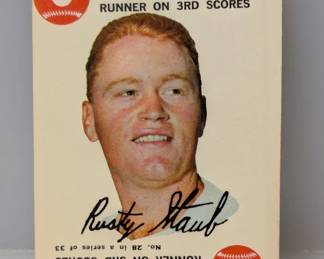 RUNNER ON 3RD SCORES
Rusty Staub
No. 28 in a series of 33
RUNNER ON 3RD SCORES